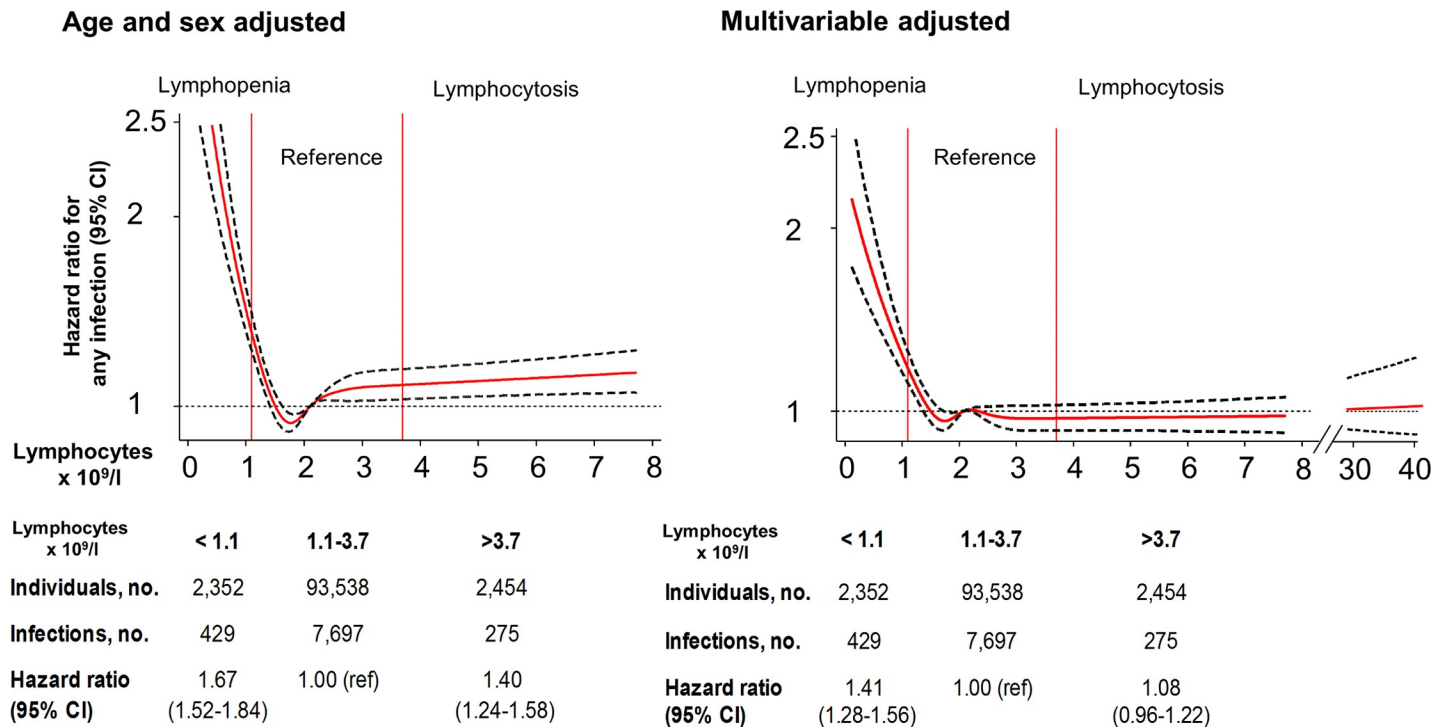 Age and sex adjusted
Lymphopenia
Lymphocytosis
Reference
Hazard ratio for
any infection (95% CI)
2.5
2
1
Lymphocytes
x 10⁹/l
0 1 2 3 4 5 6 7 8
Lymphocytes
x 10⁹/l
< 1.1 1.1-3.7 >3.7
Individuals, no. 2,352 93,538 2,454
Infections, no. 429 7,697 275
Hazard ratio 1.67 1.00 (ref) 1.40
(95% CI) (1.52-1.84) (1.24-1.58)
Multivariable adjusted
Lymphopenia
Lymphocytosis
Reference
2.5
2
1
0 1 2 3 4 5 6 7 8 30 40
Lymphocytes
x 10⁹/l
< 1.1 1.1-3.7 >3.7
Individuals, no. 2,352 93,538 2,454
Infections, no. 429 7,697 275
Hazard ratio 1.41 1.00 (ref) 1.08
(95% CI) (1.28-1.56) (0.96-1.22)